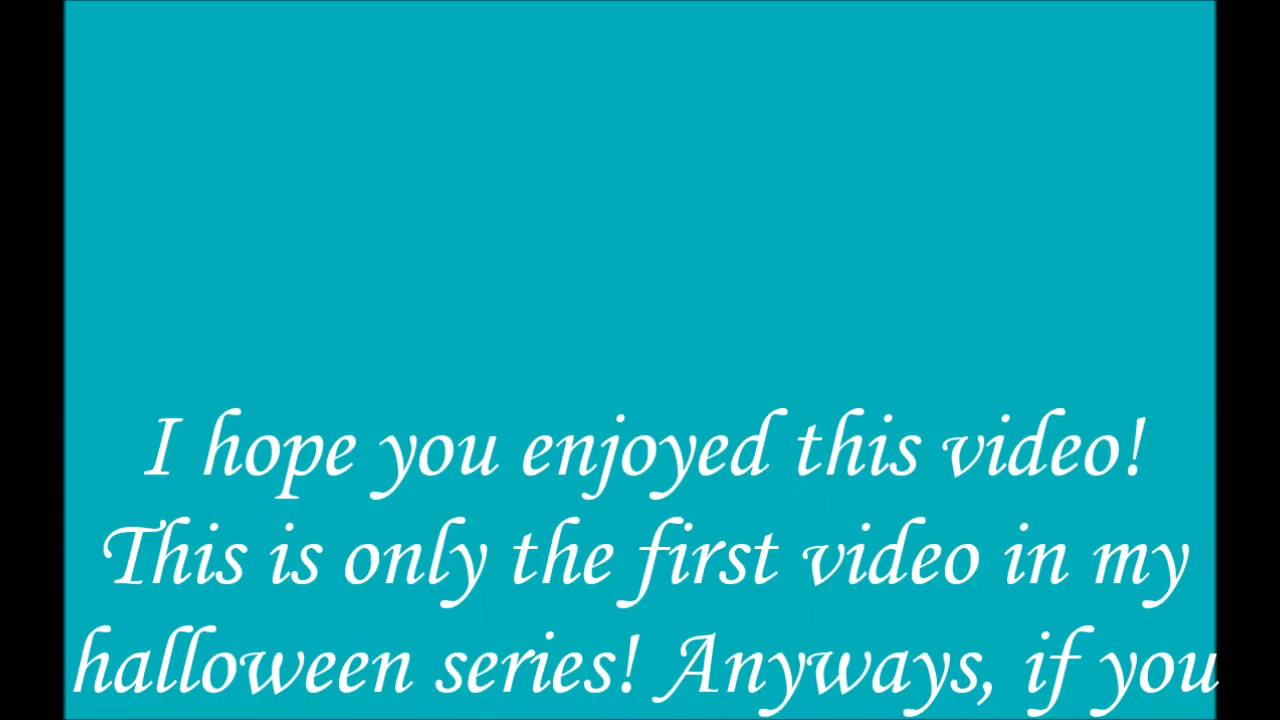 I hope you enjoyed this video!
This is only the first video in my
halloween series! Anyways, if you